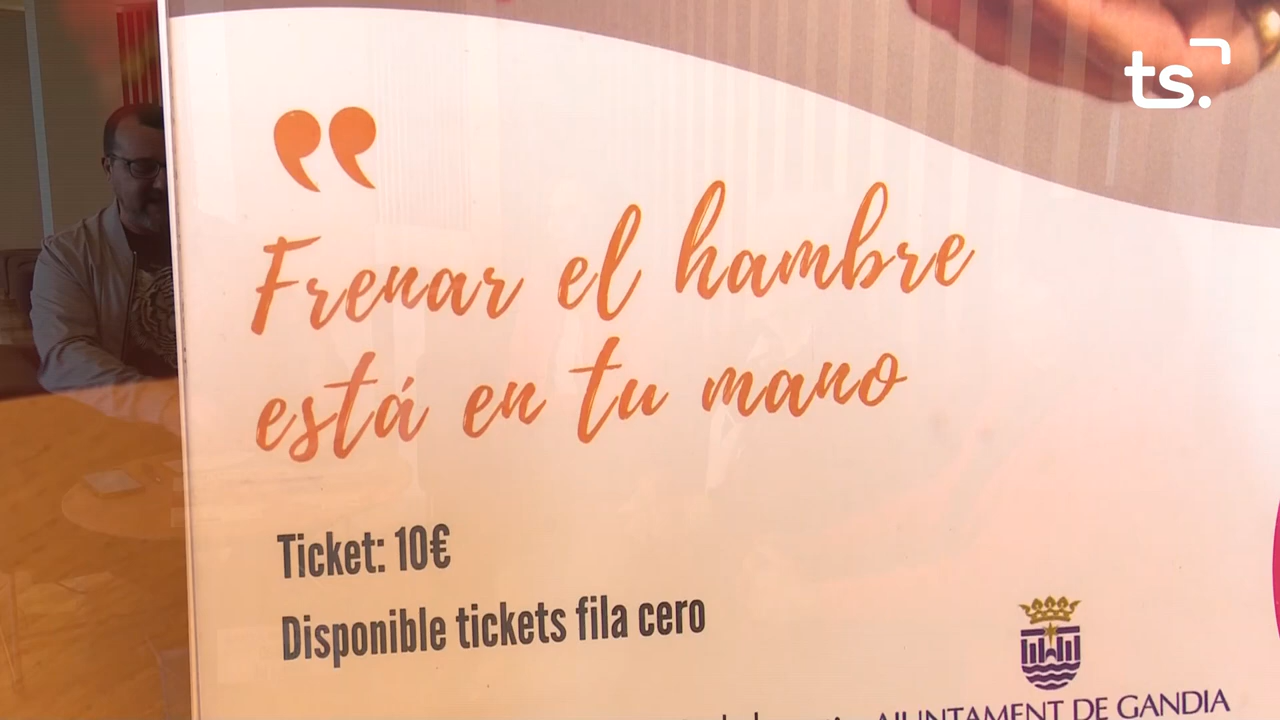 ts.
”
Frenar el hambre
está en tu mano
Ticket: 10€
Disponible tickets fila cero
AJUNTAMENT DE GANDIA